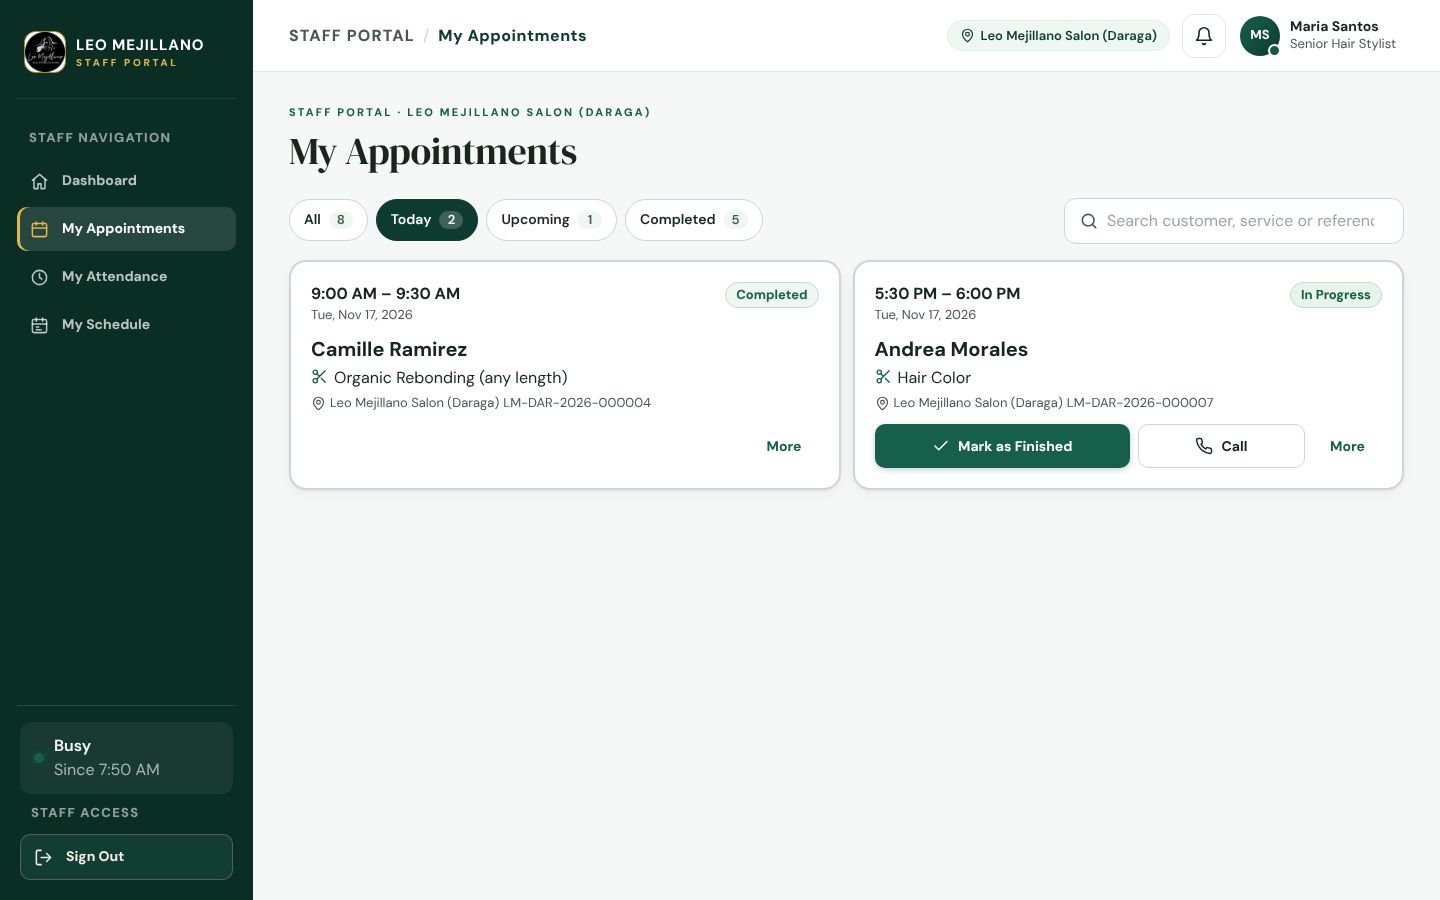 LEO MEJILLANO
STAFF PORTAL
STAFF NAVIGATION
Dashboard
My Appointments
My Attendance
My Schedule
Busy
Since 7:50 AM
STAFF ACCESS
Sign Out
STAFF PORTAL / My Appointments
Leo Mejillano Salon (Daraga)
MS
Maria Santos
Senior Hair Stylist
STAFF PORTAL · LEO MEJILLANO SALON (DARAGA)
My Appointments
All 8
Today 2
Upcoming 1
Completed 5
Search customer, service or referenc
9:00 AM – 9:30 AM
Completed
Tue, Nov 17, 2026
Camille Ramirez
Organic Rebonding (any length)
Leo Mejillano Salon (Daraga) LM-DAR-2026-000004
More
5:30 PM – 6:00 PM
In Progress
Tue, Nov 17, 2026
Andrea Morales
Hair Color
Leo Mejillano Salon (Daraga) LM-DAR-2026-000007
Mark as Finished
Call
More